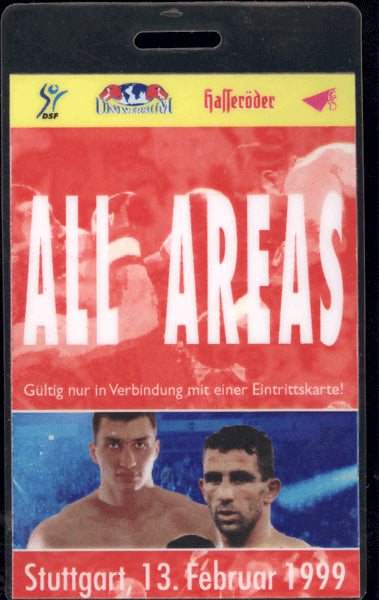 DSF UNIVERSUM Hasseröder
ALL AREAS
Gültig nur in Verbindung mit einer Eintrittskarte!
Stuttgart, 13. Februar 1999